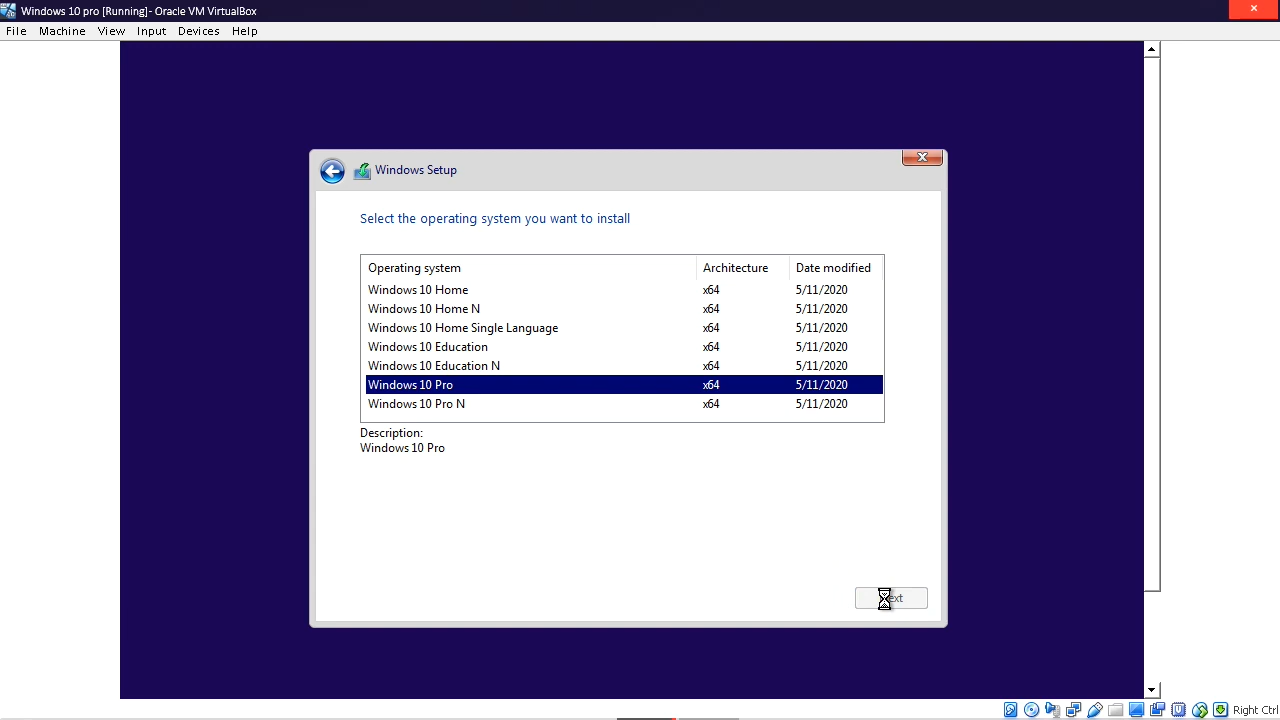 Windows 10 pro [Running]- Oracle VM VirtualBox
File Machine View Input Devices Help
Windows Setup
Select the operating system you want to install
Operating system Architecture Date modified
Windows 10 Home x64 5/11/2020
Windows 10 Home N x64 5/11/2020
Windows 10 Home Single Language x64 5/11/2020
Windows 10 Education x64 5/11/2020
Windows 10 Education N x64 5/11/2020
Windows 10 Pro x64 5/11/2020
Windows 10 Pro N x64 5/11/2020
Description:
Windows 10 Pro
Right Ctrl